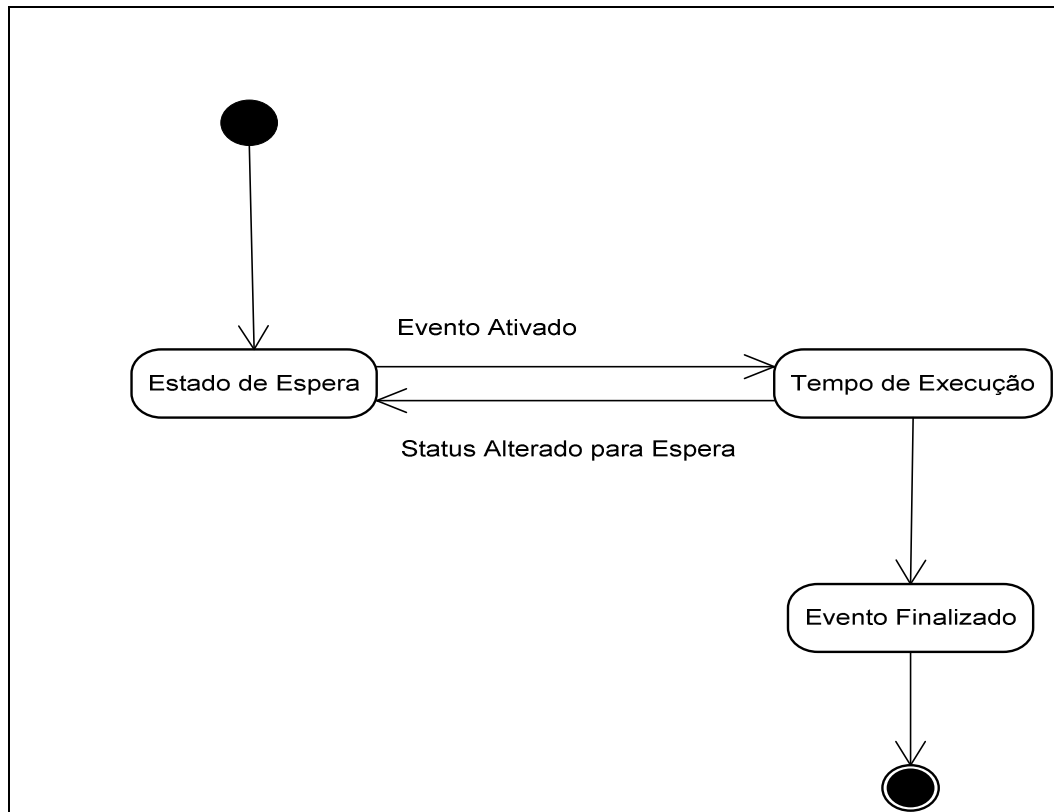 Evento Ativado
Estado de Espera
Tempo de Execução
Status Alterado para Espera
Evento Finalizado